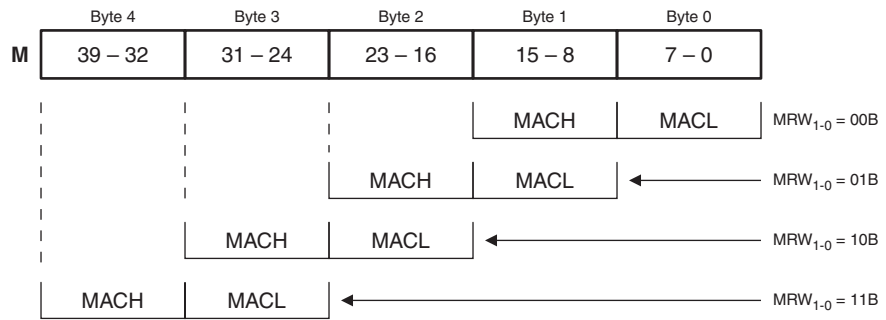 Byte 4 Byte 3 Byte 2 Byte 1 Byte 0
M 39 – 32 31 – 24 23 – 16 15 – 8 7 – 0
MACH MACL MRW1-0 = 00B
MACH MACL MRW1-0 = 01B
MACH MACL MRW1-0 = 10B
MACH MACL MRW1-0 = 11B